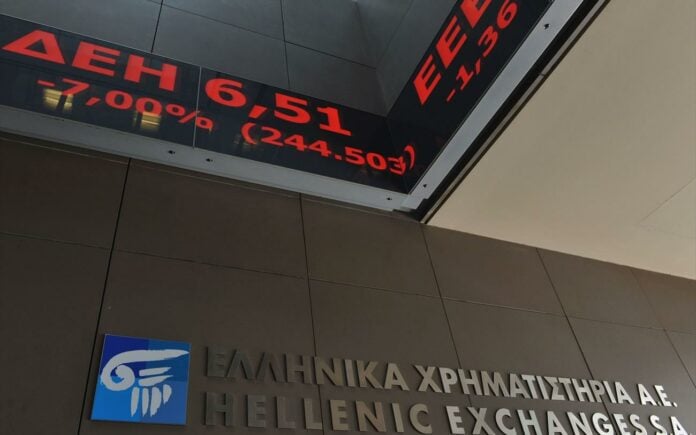 ΔΕΗ 6,51
-7,00% (244.503)
ΕΕΕ
-1,36
ΕΛΛΗΝΙΚΑ ΧΡΗΜΑΤΙΣΤΗΡΙΑ Α.Ε.
HELLENIC EXCHANGES S.A.